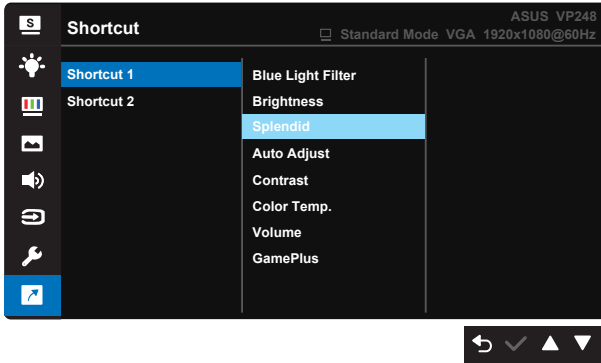 S
Shortcut
ASUS VP248
Standard Mode VGA 1920x1080@60Hz
Shortcut 1
Shortcut 2
Blue Light Filter
Brightness
Splendid
Auto Adjust
Contrast
Color Temp.
Volume
GamePlus